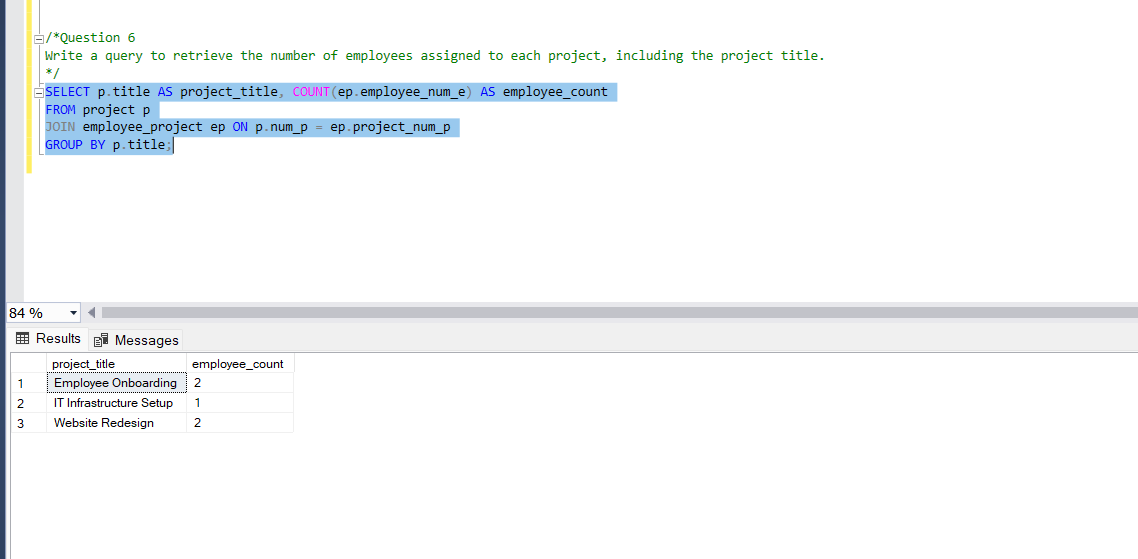 /*Question 6
Write a query to retrieve the number of employees assigned to each project, including the project title.
*/
SELECT p.title AS project_title, COUNT(ep.employee_num_e) AS employee_count
FROM project p
JOIN employee_project ep ON p.num_p = ep.project_num_p
GROUP BY p.title;
84 %
Results Messages
project_title employee_count
1 Employee Onboarding 2
2 IT Infrastructure Setup 1
3 Website Redesign 2